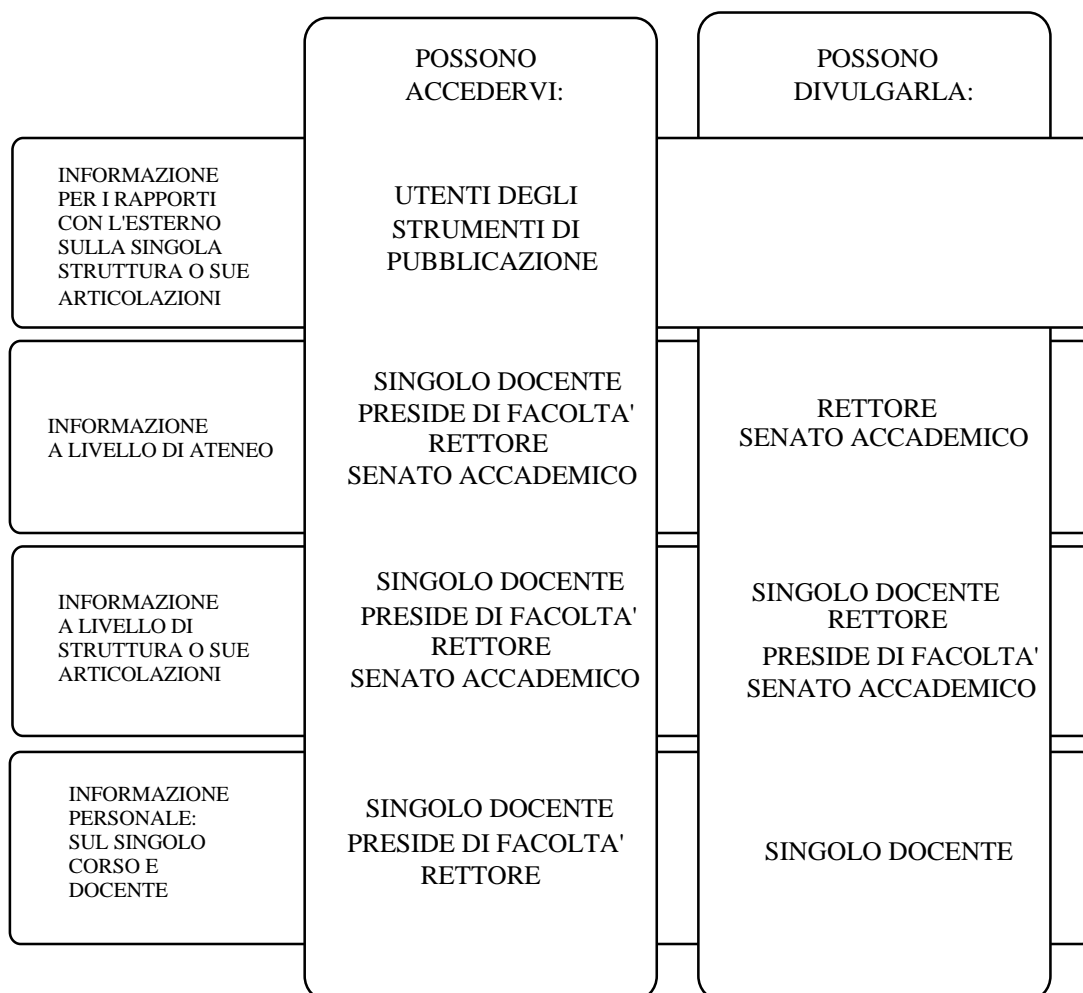 POSSONO
ACCEDERVI:
POSSONO
DIVULGARLA:
INFORMAZIONE
PER I RAPPORTI
CON L'ESTERNO
SULLA SINGOLA
STRUTTURA O SUE
ARTICOLAZIONI
UTENTI DEGLI
STRUMENTI DI
PUBBLICAZIONE
INFORMAZIONE
A LIVELLO DI ATENEO
SINGOLO DOCENTE
PRESIDE DI FACOLTA'
RETTORE
SENATO ACCADEMICO
RETTORE
SENATO ACCADEMICO
INFORMAZIONE
A LIVELLO DI
STRUTTURA O SUE
ARTICOLAZIONI
SINGOLO DOCENTE
PRESIDE DI FACOLTA'
RETTORE
SENATO ACCADEMICO
SINGOLO DOCENTE
RETTORE
PRESIDE DI FACOLTA'
SENATO ACCADEMICO
INFORMAZIONE
PERSONALE:
SUL SINGOLO
CORSO E
DOCENTE
SINGOLO DOCENTE
PRESIDE DI FACOLTA'
RETTORE
SINGOLO DOCENTE